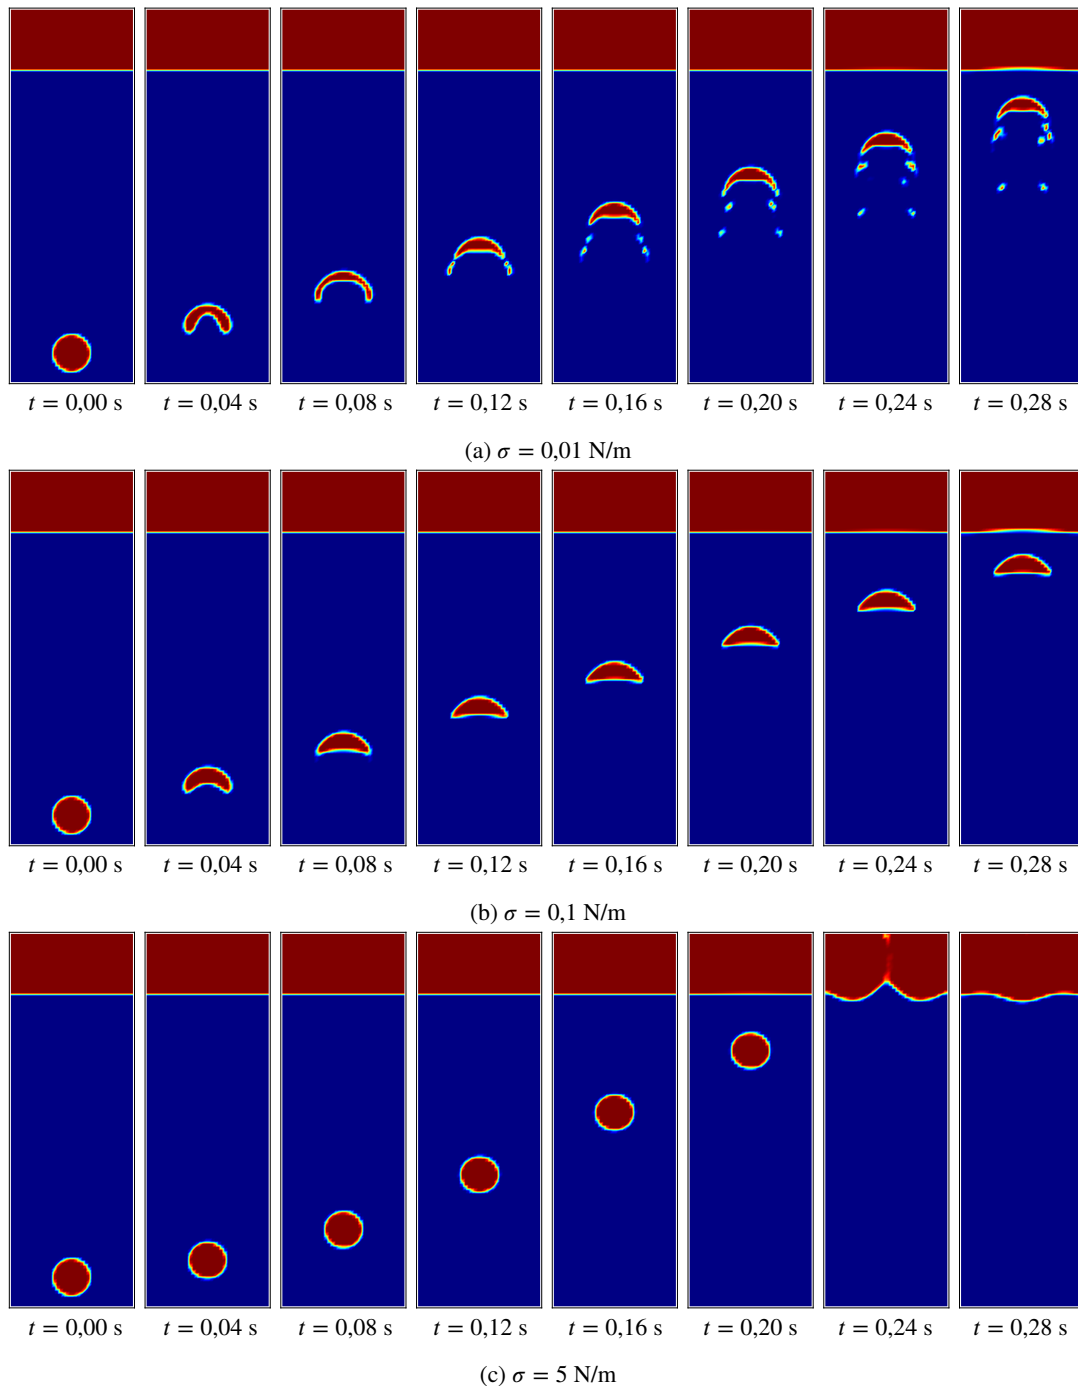 t = 0,00 s t = 0,04 s t = 0,08 s t = 0,12 s t = 0,16 s t = 0,20 s t = 0,24 s t = 0,28 s
(a) σ = 0,01 N/m
t = 0,00 s t = 0,04 s t = 0,08 s t = 0,12 s t = 0,16 s t = 0,20 s t = 0,24 s t = 0,28 s
(b) σ = 0,1 N/m
t = 0,00 s t = 0,04 s t = 0,08 s t = 0,12 s t = 0,16 s t = 0,20 s t = 0,24 s t = 0,28 s
(c) σ = 5 N/m